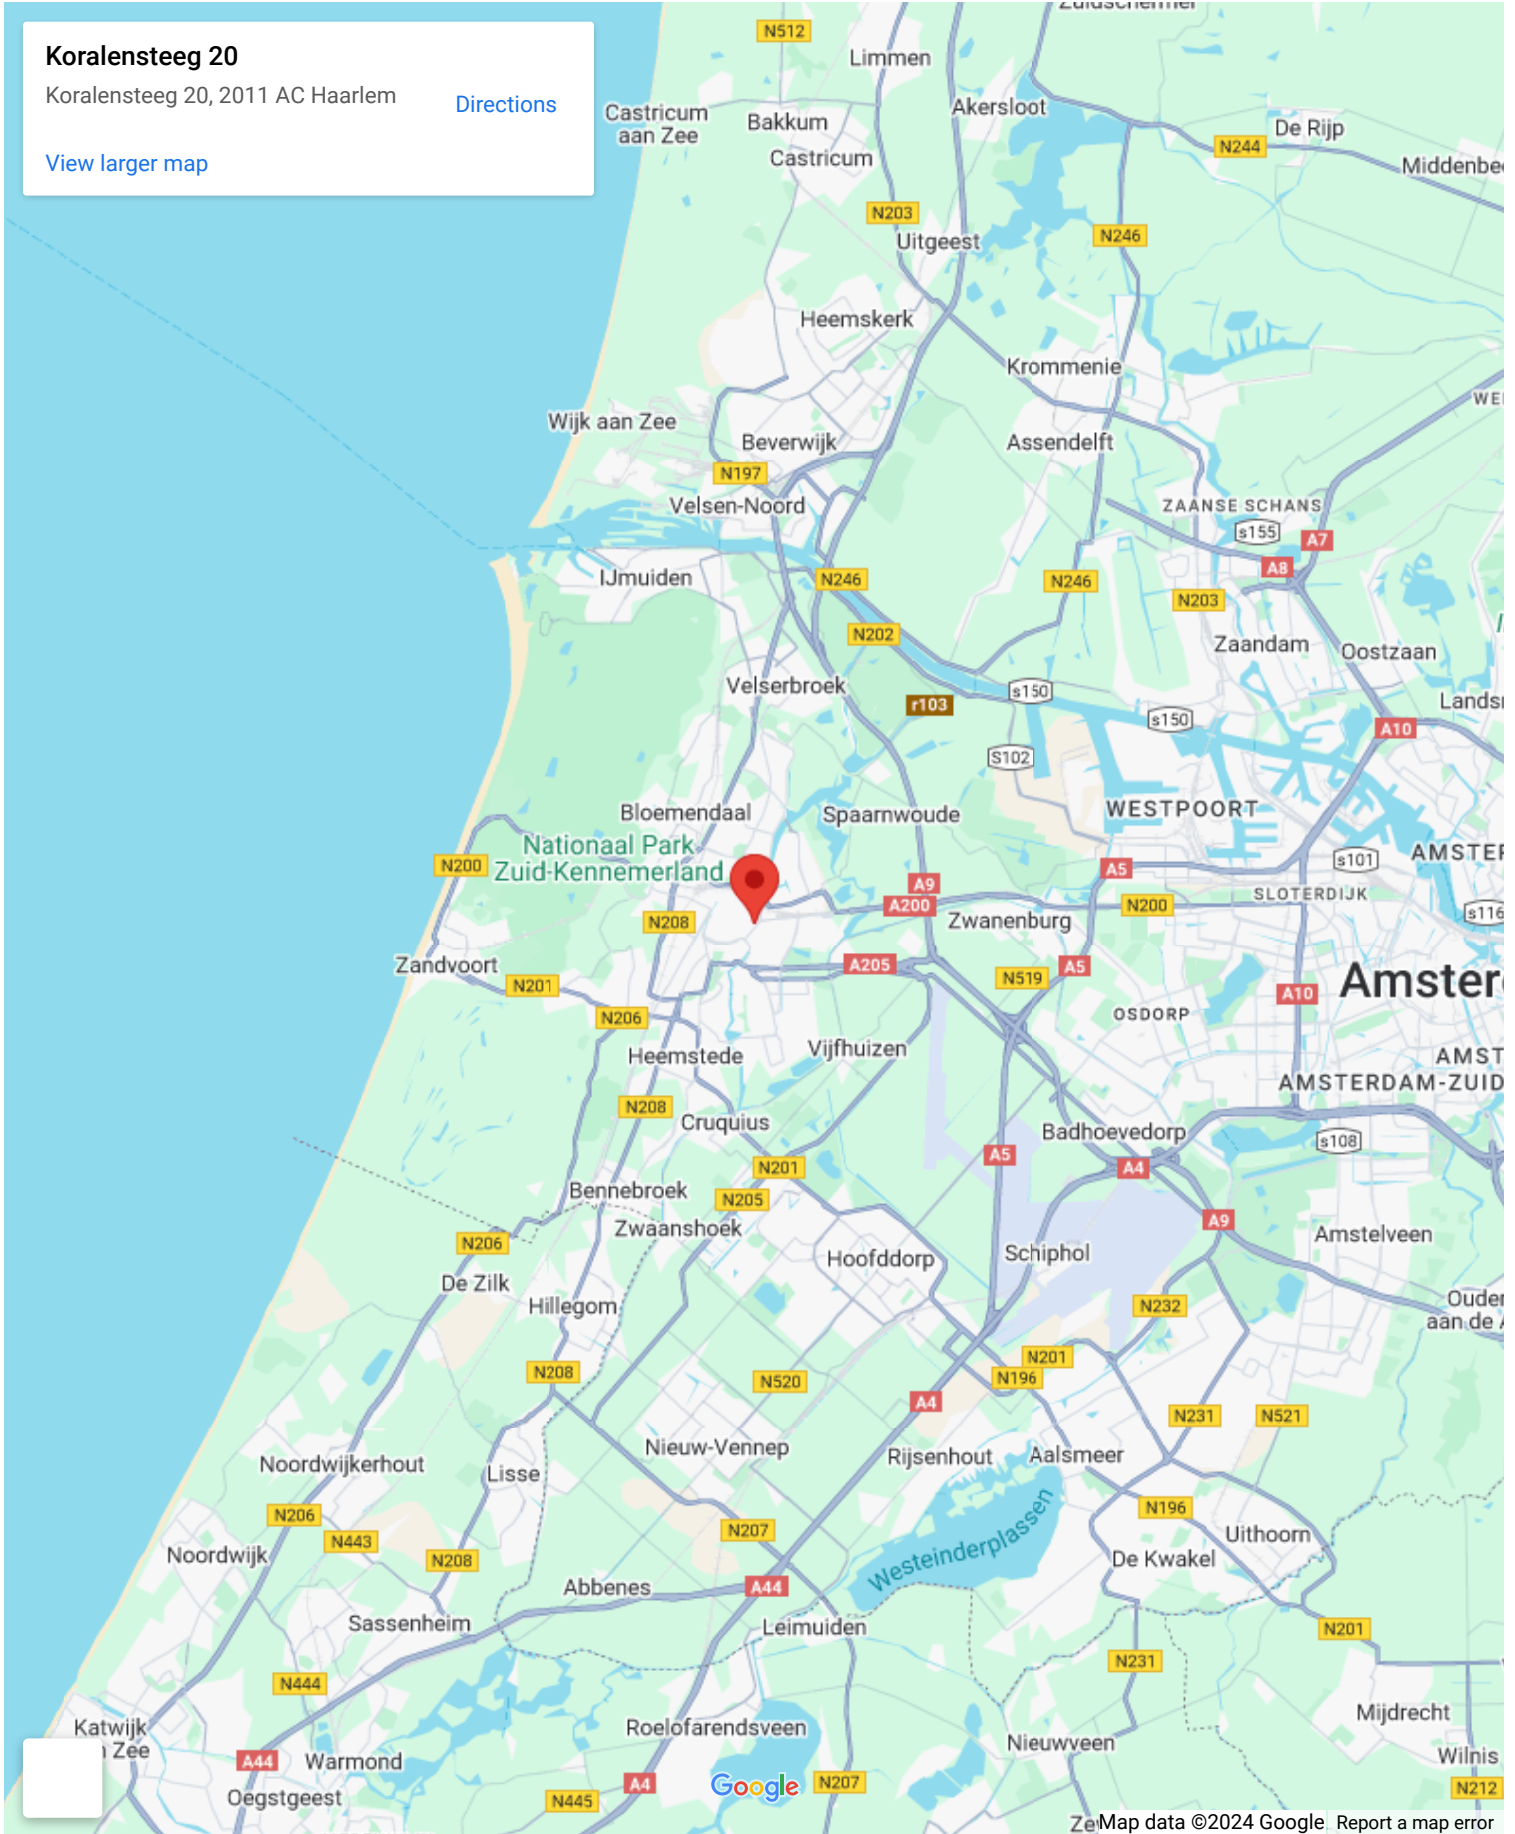 Koralensteeg 20
Koralensteeg 20, 2011 AC Haarlem
Directions
View larger map
N512
Limmen
Castricum
aan Zee
Bakkum
Akersloot
De Rijp
N244
Castricum
N203
Uitgeest
N246
Heemskerk
Krommenie
Wijk aan Zee
Beverwijk
Assendelft
N197
Velsen-Noord
ZAANSE SCHANS
s155
A7
A8
IJmuiden
N246
N246
N203
N202
Zaandam
Oostzaan
Velserbroek
s150
r103
s150
A10
S102
Bloemendaal
Spaarnwoude
WESTPOORT
Nationaal Park
Zuid-Kennemerland
N200
A5
s101
A9
A200
N200
SLOTERDIJK
s116
N208
Zwanenburg
Zandvoort
A205
A5
N201
N519
A10
N206
OSDORP
Heemstede
Vijfhuizen
AMSTERDAM-ZUID
N208
Cruquius
Badhoevedorp
s108
A5
A4
N201
Bennebroek
N205
Zwaanshoek
A9
Amstelveen
N206
Hoofddorp
Schiphol
De Zilk
Hillegom
N232
N201
N208
N520
N196
A4
N231
N521
Noordwijkerhout
Lisse
Nieuw-Vennep
Rijsenhout
Aalsmeer
N206
N443
N207
N196
Westeinderplassen
Noordwijk
N208
Uithoorn
De Kwakel
Abbenes
A44
Sassenheim
Leimuiden
N201
N444
N231
Katwijk
Zee
Roelofarendsveen
Mijdrecht
A44
Warmond
Nieuwveen
Wilnis
A4
Google
N207
N212
Oegstgeest
N445
Map data ©2024 Google
Report a map error